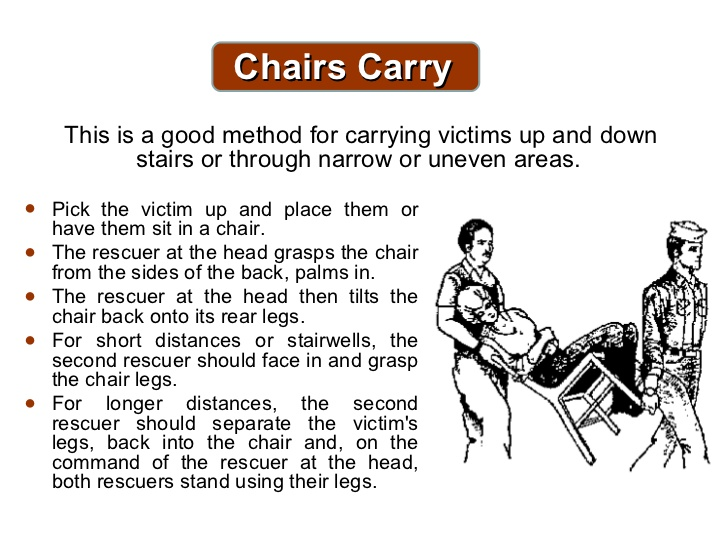 Chairs Carry
This is a good method for carrying victims up and down
stairs or through narrow or uneven areas.
• Pick the victim up and place them or
have them sit in a chair.
• The rescuer at the head grasps the chair
from the sides of the back, palms in.
• The rescuer at the head then tilts the
chair back onto its rear legs.
• For short distances or stairwells, the
second rescuer should face in and grasp
the chair legs.
• For longer distances, the second
rescuer should separate the victim's
legs, back into the chair and, on the
command of the rescuer at the head,
both rescuers stand using their legs.